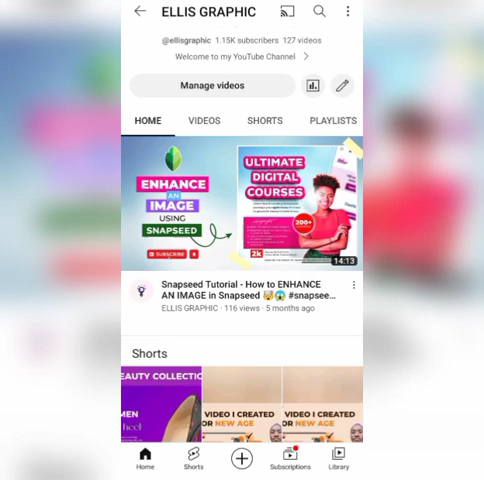 ELLIS GRAPHIC
@ellisgraphic 1.15K subscribers 127 videos
Welcome to my YouTube Channel
Manage videos
HOME VIDEOS SHORTS PLAYLISTS
ENHANCE
AN
IMAGE
USING
SNAPSEED
SUBSCRIBE
ULTIMATE
DIGITAL
COURSES
200+
2k
14:13
Snapseed Tutorial - How to ENHANCE
AN IMAGE in Snapseed 🤯😱 #snapsee...
ELLIS GRAPHIC · 116 views · 5 months ago
Shorts
EAUTY COLLECTIO
MEN
heel
VIDEO I CREATED
OR NEW AGE
VIDEO I CREATED
OR NEW AGE
Home Shorts Subscriptions Library